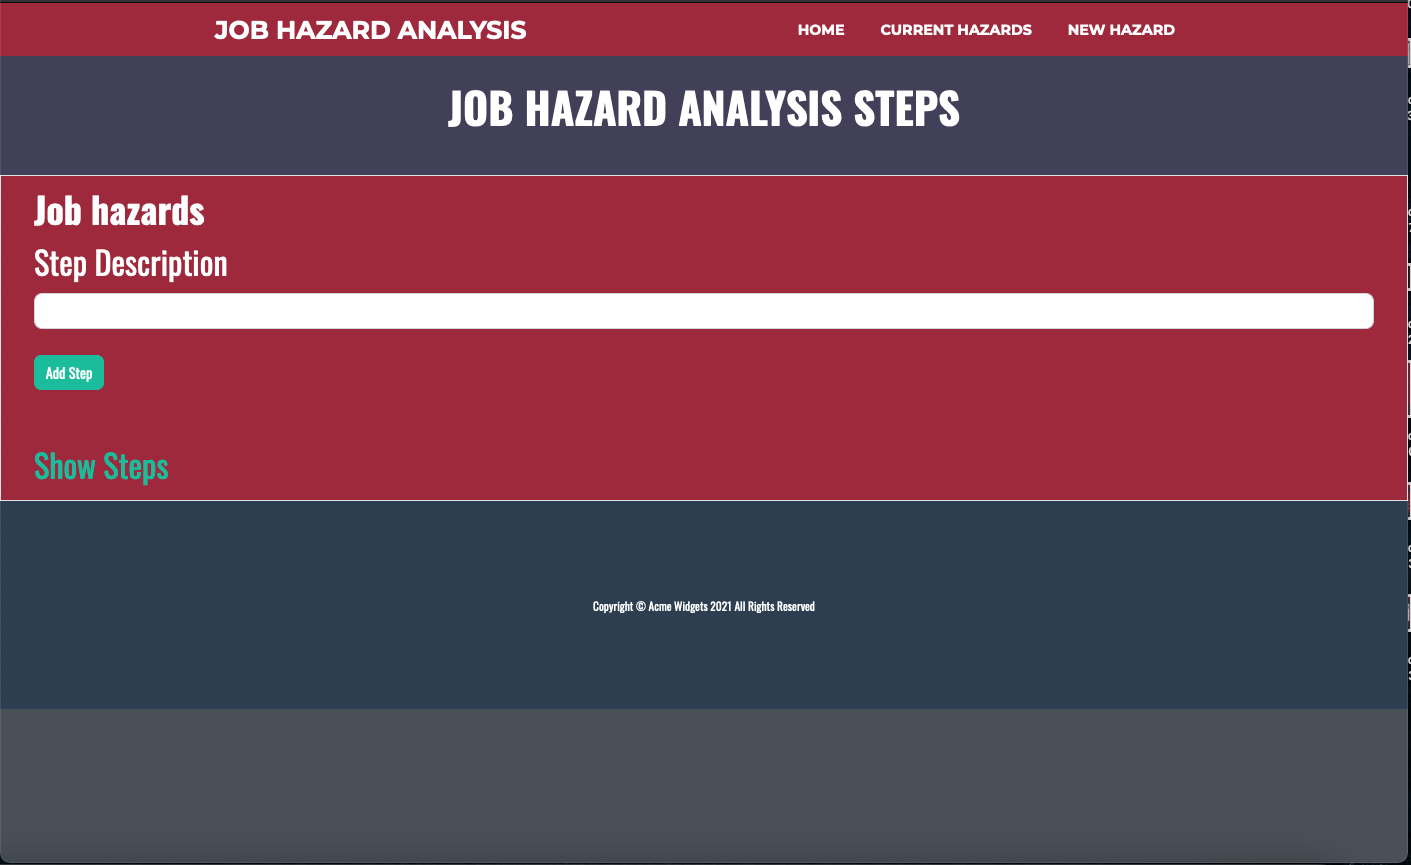 JOB HAZARD ANALYSIS
HOME CURRENT HAZARDS NEW HAZARD
JOB HAZARD ANALYSIS STEPS
Job hazards
Step Description
Add Step
Show Steps
Copyright © Acme Widgets 2021 All Rights Reserved